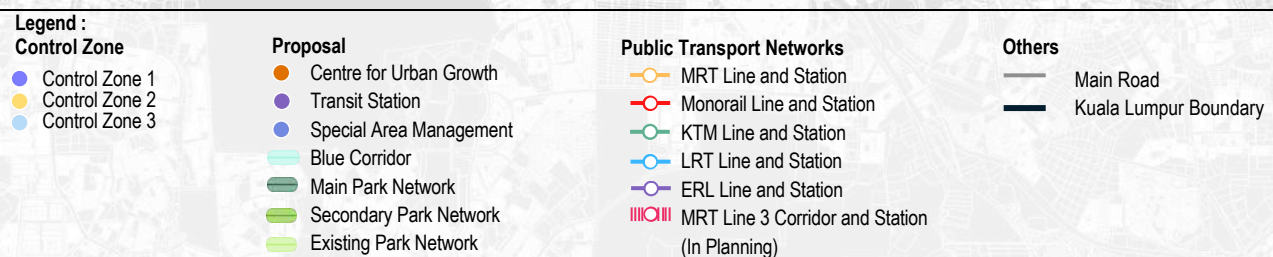 Legend :
Control Zone
Control Zone 1
Control Zone 2
Control Zone 3
Proposal
Centre for Urban Growth
Transit Station
Special Area Management
Blue Corridor
Main Park Network
Secondary Park Network
Existing Park Network
Public Transport Networks
MRT Line and Station
Monorail Line and Station
KTM Line and Station
LRT Line and Station
ERL Line and Station
MRT Line 3 Corridor and Station
(In Planning)
Others
Main Road
Kuala Lumpur Boundary